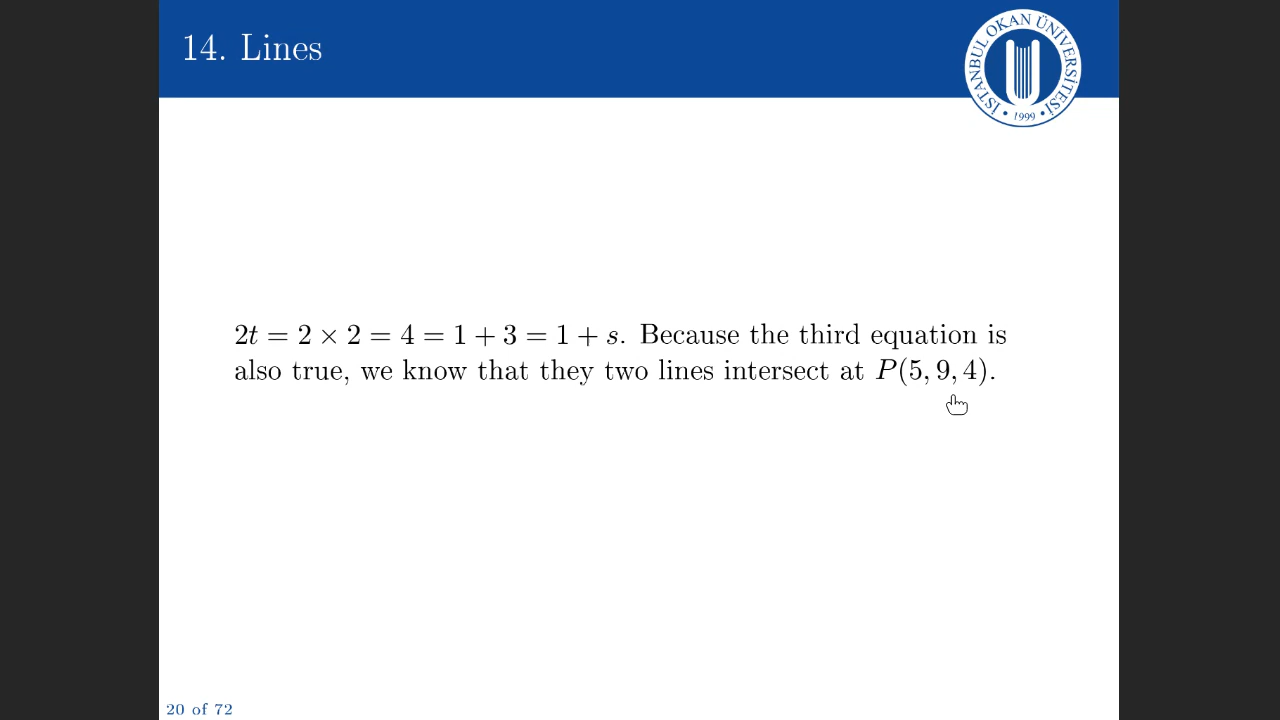 14. Lines
İSTANBUL OKAN ÜNİVERSİTESİ
• 1999 •
2t = 2 × 2 = 4 = 1 + 3 = 1 + s. Because the third equation is
also true, we know that they two lines intersect at P(5, 9, 4).
20 of 72